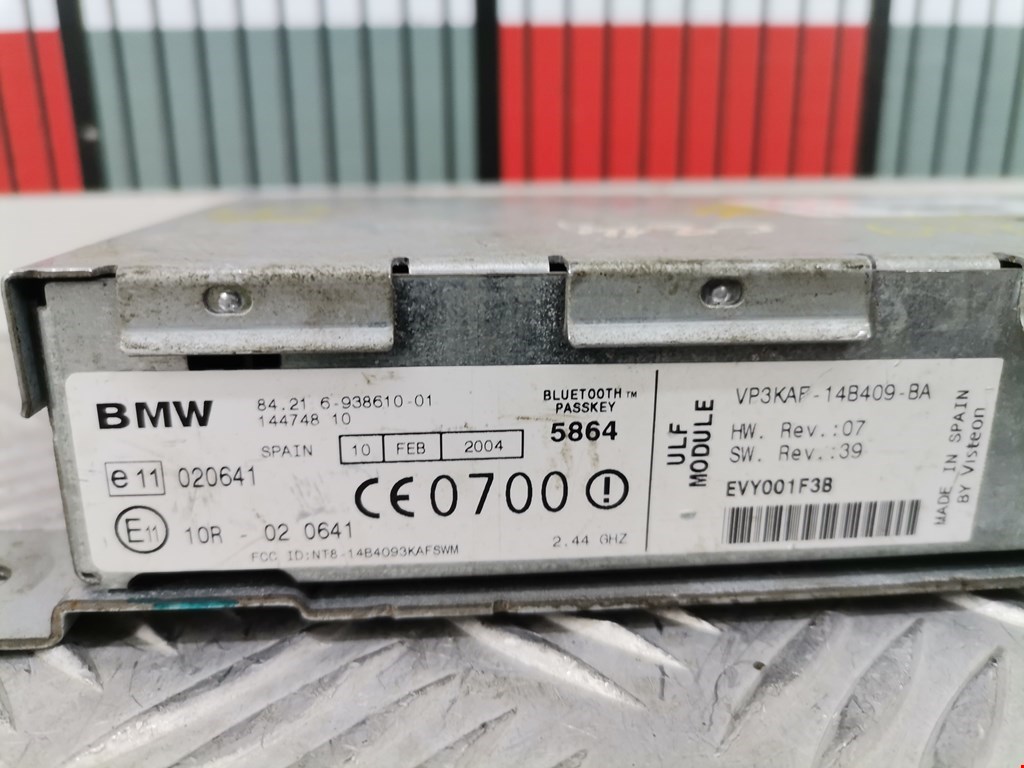 BMW
84.21 6-938610-01
144748 10
SPAIN 10 FEB 2004
BLUETOOTH™
PASSKEY
5864
e11 020641
CE0700
E11 10R - 02 0641
FCC ID:NT8-14B4093KAFSWM
2.44 GHZ
ULF
MODULE
VP3KAF-14B409-BA
HW. Rev.:07
SW. Rev.:39
EVY001F3B
MADE IN SPAIN
BY Visteon